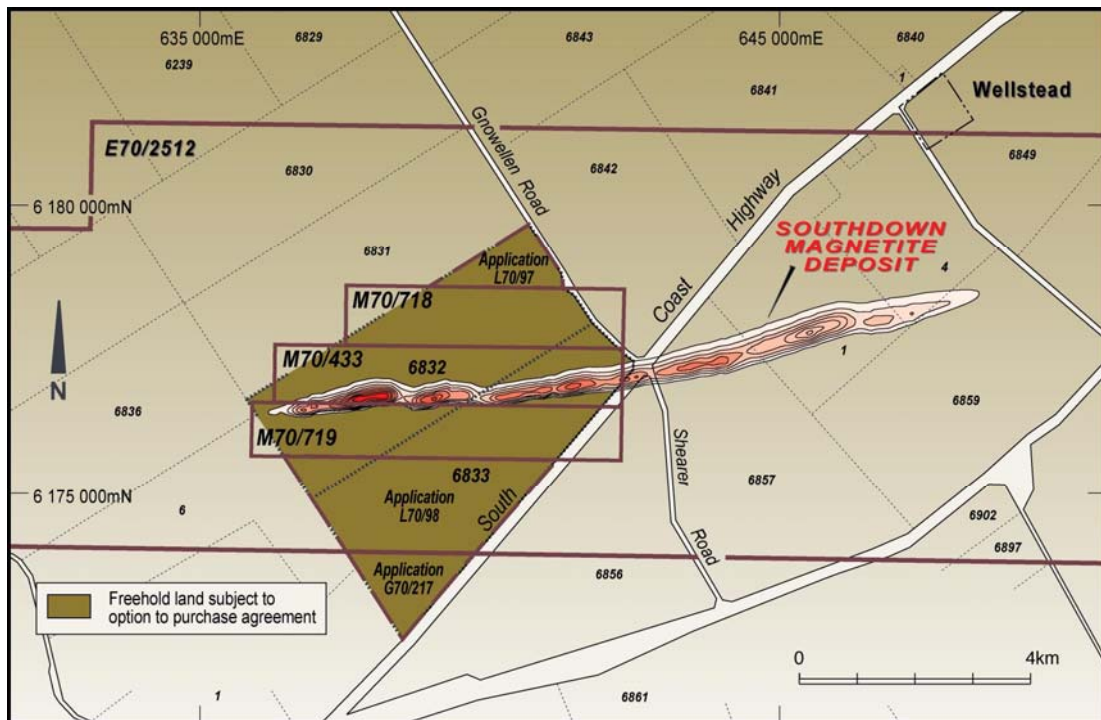 635 000mE
6829
6843
645 000mE
6840
6239
6841
1
Wellstead
E70/2512
6830
Gnowellen Road
6842
6849
Highway
6 180 000mN
SOUTHDOWN
MAGNETITE
DEPOSIT
6831
Application
L70/97
4
M70/718
Coast
M70/433
6832
1
N
6836
6859
M70/719
Shearer
6833
6857
6 175 000mN
Application
L70/98
South
6
6902
Road
6897
Application
G70/217
6856
Freehold land subject to
option to purchase agreement
0
4km
1
6861